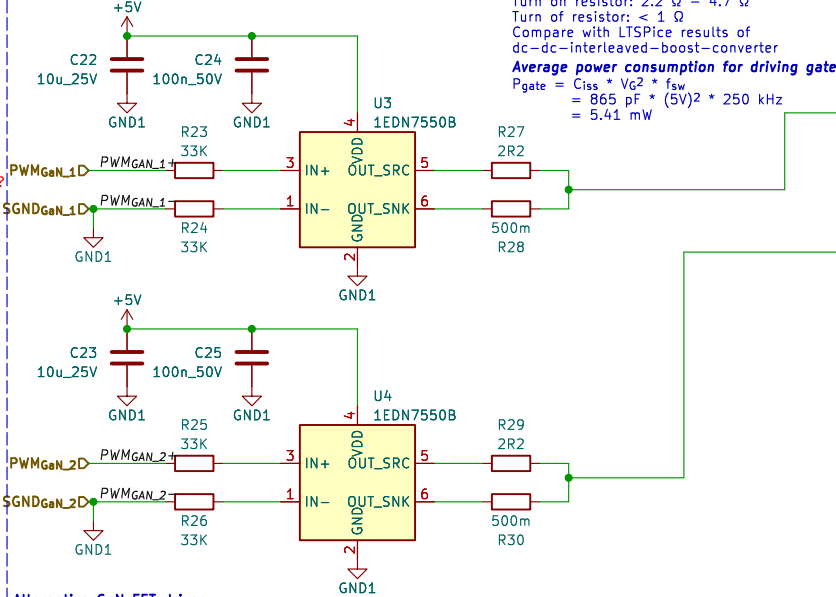 Turn on resistor: 2.2 Ω - 4.7 Ω
Turn of resistor: < 1 Ω
Compare with LTSPice results of
dc-dc-interleaved-boost-converter
Average power consumption for driving gate
Pgate = Ciss * VG² * fsw
= 865 pF * (5V)² * 250 kHz
= 5.41 mW
+5V
C22
10u_25V
C24
100n_50V
GND1
GND1
U3
1EDN7550B
R23
33K
R27
2R2
4
VDD
PWMGaN_1
PWMGAN_1+
3
IN+
OUT_SRC
5
?
SGNDGaN_1
PWMGAN_1-
1
IN-
OUT_SNK
6
GND
2
R24
33K
500m
R28
GND1
GND1
+5V
C23
10u_25V
C25
100n_50V
GND1
GND1
U4
1EDN7550B
R25
33K
R29
2R2
4
VDD
PWMGaN_2
PWMGAN_2+
3
IN+
OUT_SRC
5
SGNDGaN_2
PWMGAN_2-
1
IN-
OUT_SNK
6
GND
2
R26
33K
500m
R30
GND1
GND1